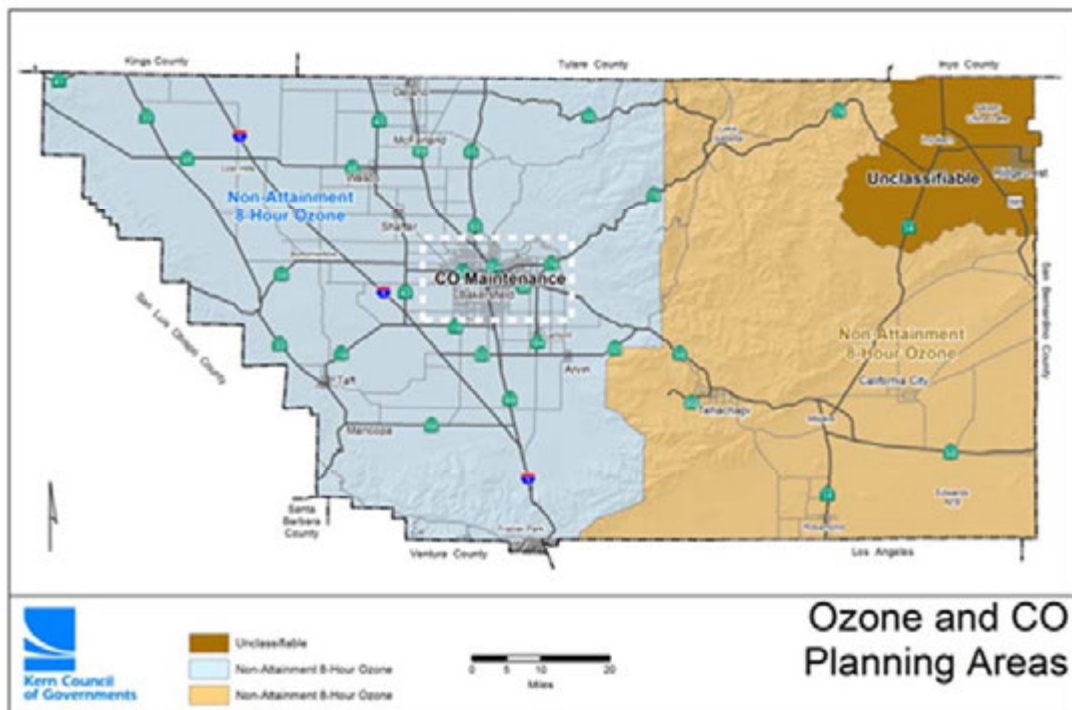 Kings County
Tulare County
Inyo County
Delano
McFarland
Lost Hills
Wasco
Lake
Isabella
Ridgecrest
Unclassifiable
Non-Attainment
8-Hour Ozone
Shafter
CO Maintenance
Bakersfield
San Luis Obispo County
San Bernardino County
Non-Attainment
8-Hour Ozone
Arvin
Taft
California City
Tehachapi
Maricopa
Mojave
Edwards
AFB
Rosamond
Santa
Barbara
County
Frazier Park
Ventura County
Los Angeles
Ozone and CO
Planning Areas
Kern Council
of Governments
Unclassifiable
Non-Attainment 8-Hour Ozone
Non-Attainment 8-Hour Ozone
0 5 10 20
Miles